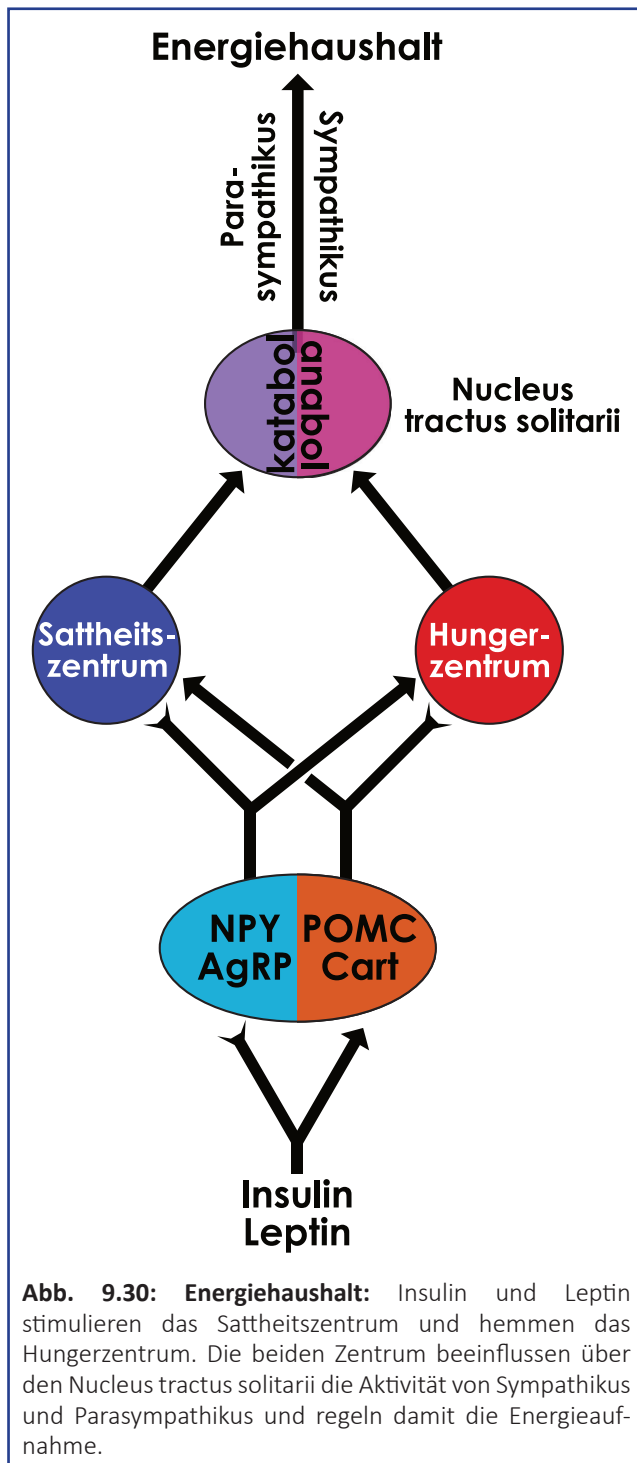 Energiehaushalt
Para-
sympathikus
Sympathikus
katabol
anabol
Nucleus
tractus solitarii
Sattheits-
zentrum
Hunger-
zentrum
NPY
AgRP
POMC
Cart
Insulin
Leptin
Abb. 9.30: Energiehaushalt: Insulin und Leptin
stimulieren das Sattheitszentrum und hemmen das
Hungerzentrum. Die beiden Zentrum beeinflussen über
den Nucleus tractus solitarii die Aktivität von Sympathikus
und Parasympathikus und regeln damit die Energieauf-
nahme.